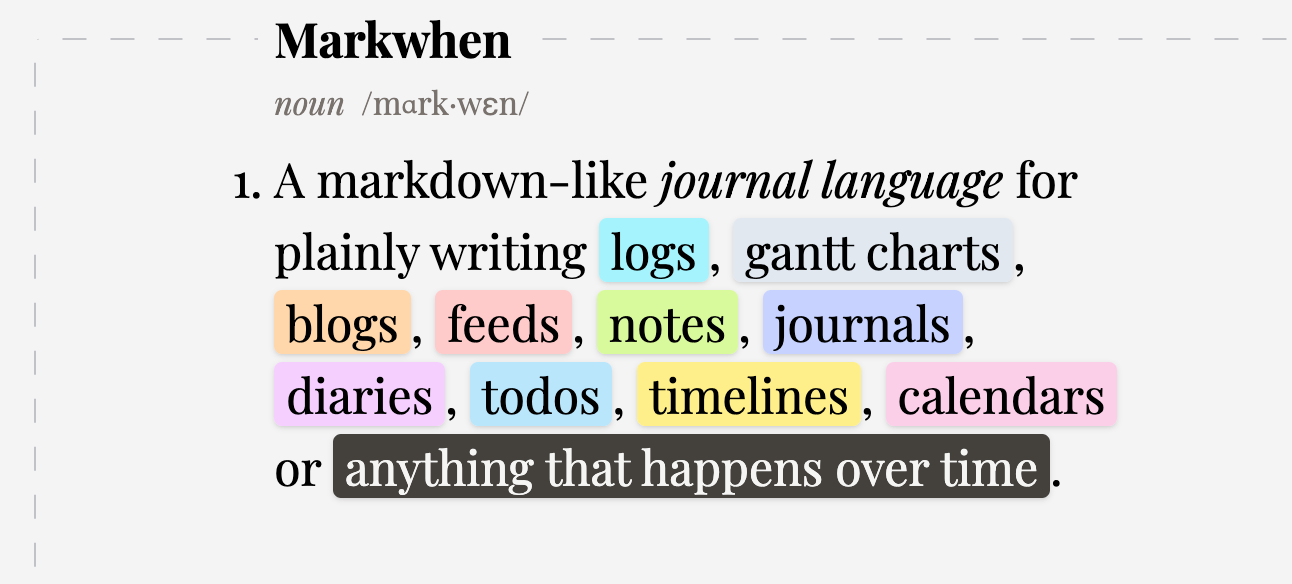 Markwhen
noun /mɑrk·wɛn/
1. A markdown-like journal language for
plainly writing logs, gantt charts,
blogs, feeds, notes, journals,
diaries, todos, timelines, calendars
or anything that happens over time.